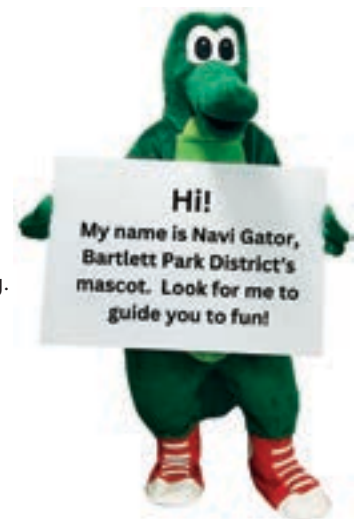 Hi!
My name is Navi Gator,
Bartlett Park District's
mascot. Look for me to
guide you to fun!